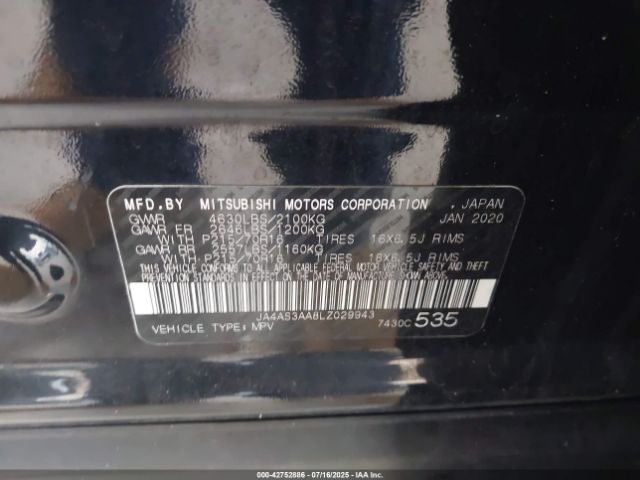 MFD.BY MITSUBISHI MOTORS CORPORATION . JAPAN
GVWR 4630LBS/2100KG JAN 2020
GAWR FR 2646LBS/1200KG
WITH P215/70R16 TIRES 16X6.5J RIMS
GAWR RR /1160KG
WITH P215/70R16 TIRES 16X6.5J RIMS
THIS VEHICLE CONFORMS TO ALL APPLICABLE FEDERAL MOTOR VEHICLE SAFETY AND THEFT
PREVENTION STANDARDS IN EFFECT ON THE DATE OF MANUFACTURE SHOWN ABOVE.
JA4AS3AA8LZ029943
VEHICLE TYPE: MPV 7430C 535
000-42752886 - 07/16/2025 - IAA Inc.